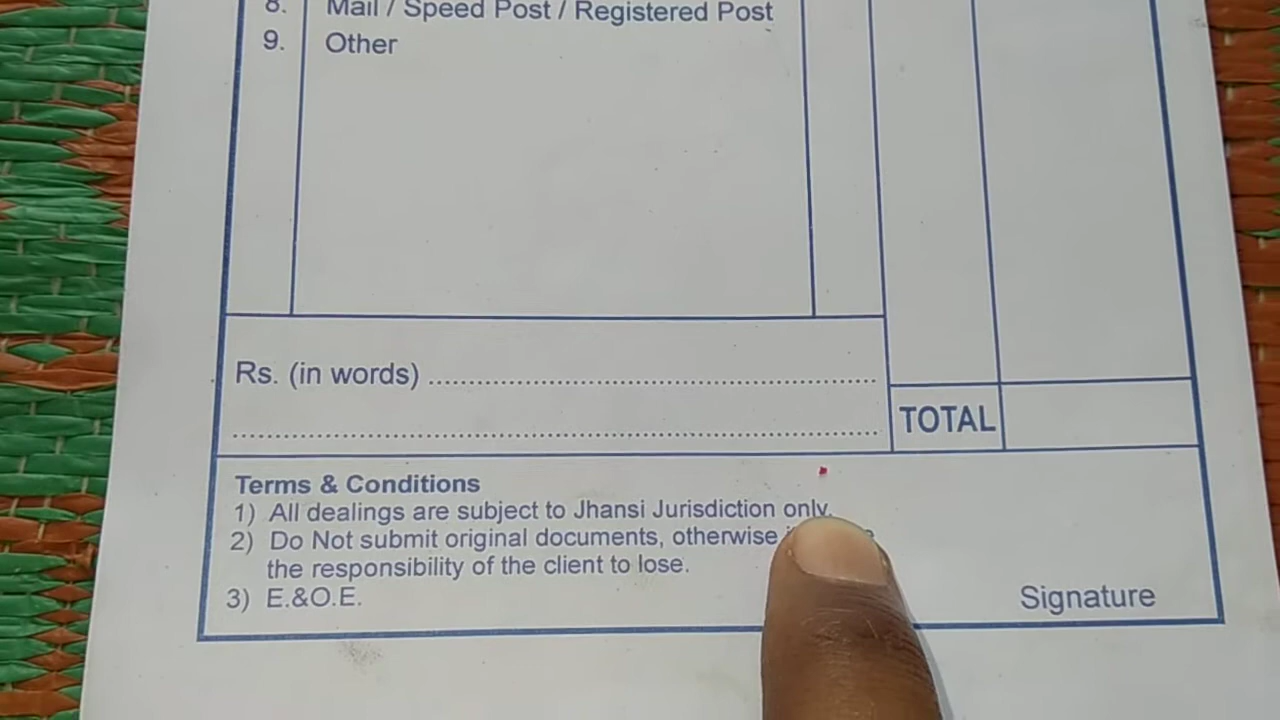 8. Mail / Speed Post / Registered Post
9. Other
Rs. (in words)
TOTAL
Terms & Conditions
1) All dealings are subject to Jhansi Jurisdiction only.
2) Do Not submit original documents, otherwise
the responsibility of the client to lose.
3) E.&O.E.
Signature